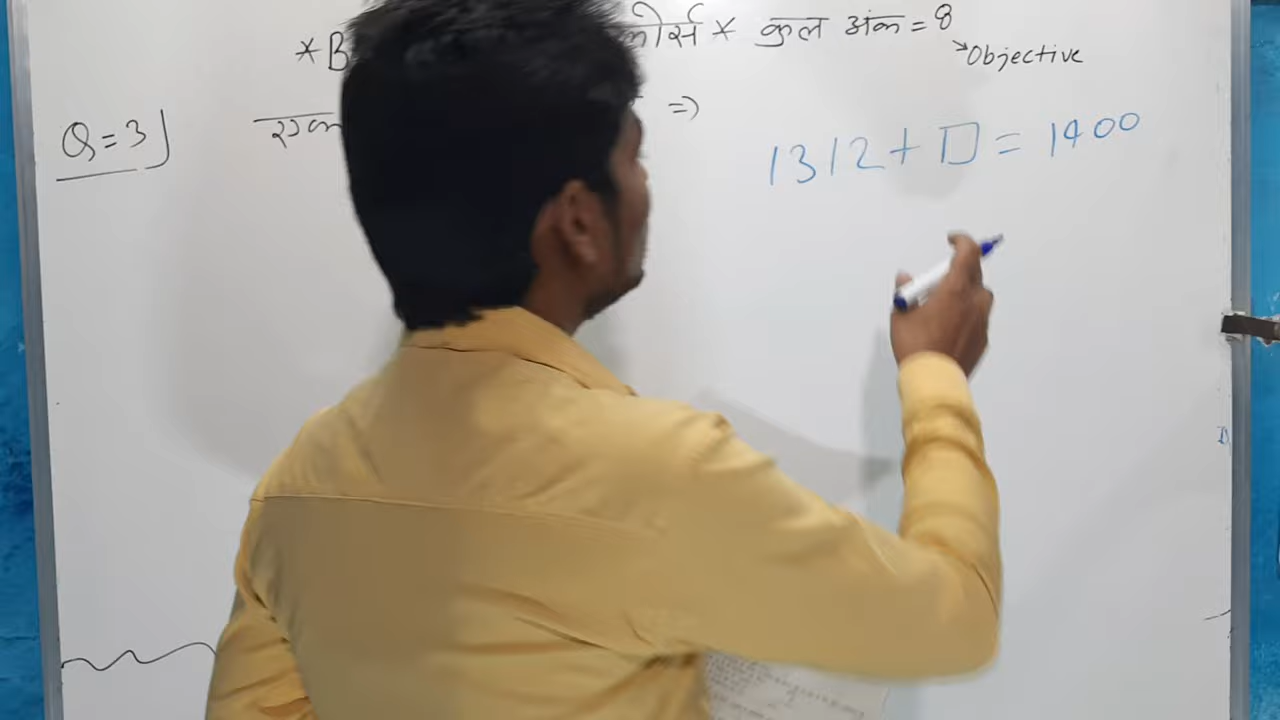 * B कोर्स * कुल अंक = 8
→Objective
Q = 3]
=>
1312 + □ = 1400